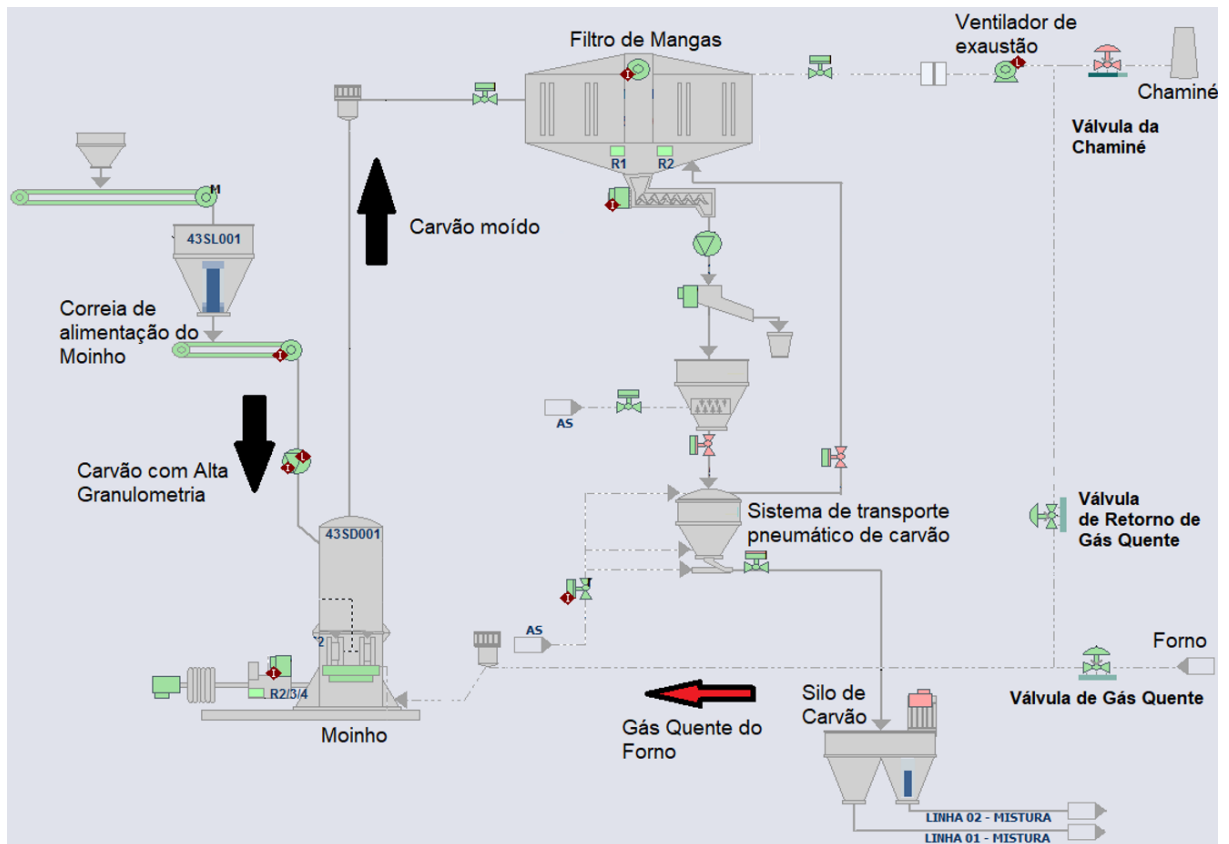 Filtro de Mangas
Ventilador de
exaustão
L
I
Chaminé
Válvula da
Chaminé
R1
R2
I
M
43SL001
Carvão moído
Correia de
alimentação do
Moinho
I
AS
Carvão com Alta
Granulometria
L
I
43SD001
Sistema de transporte
pneumático de carvão
Válvula
de Retorno de
Gás Quente
I
AS
I
R2/3/4
Moinho
Gás Quente do
Forno
Forno
Válvula de Gás Quente
Silo de
Carvão
LINHA 02 - MISTURA
LINHA 01 - MISTURA